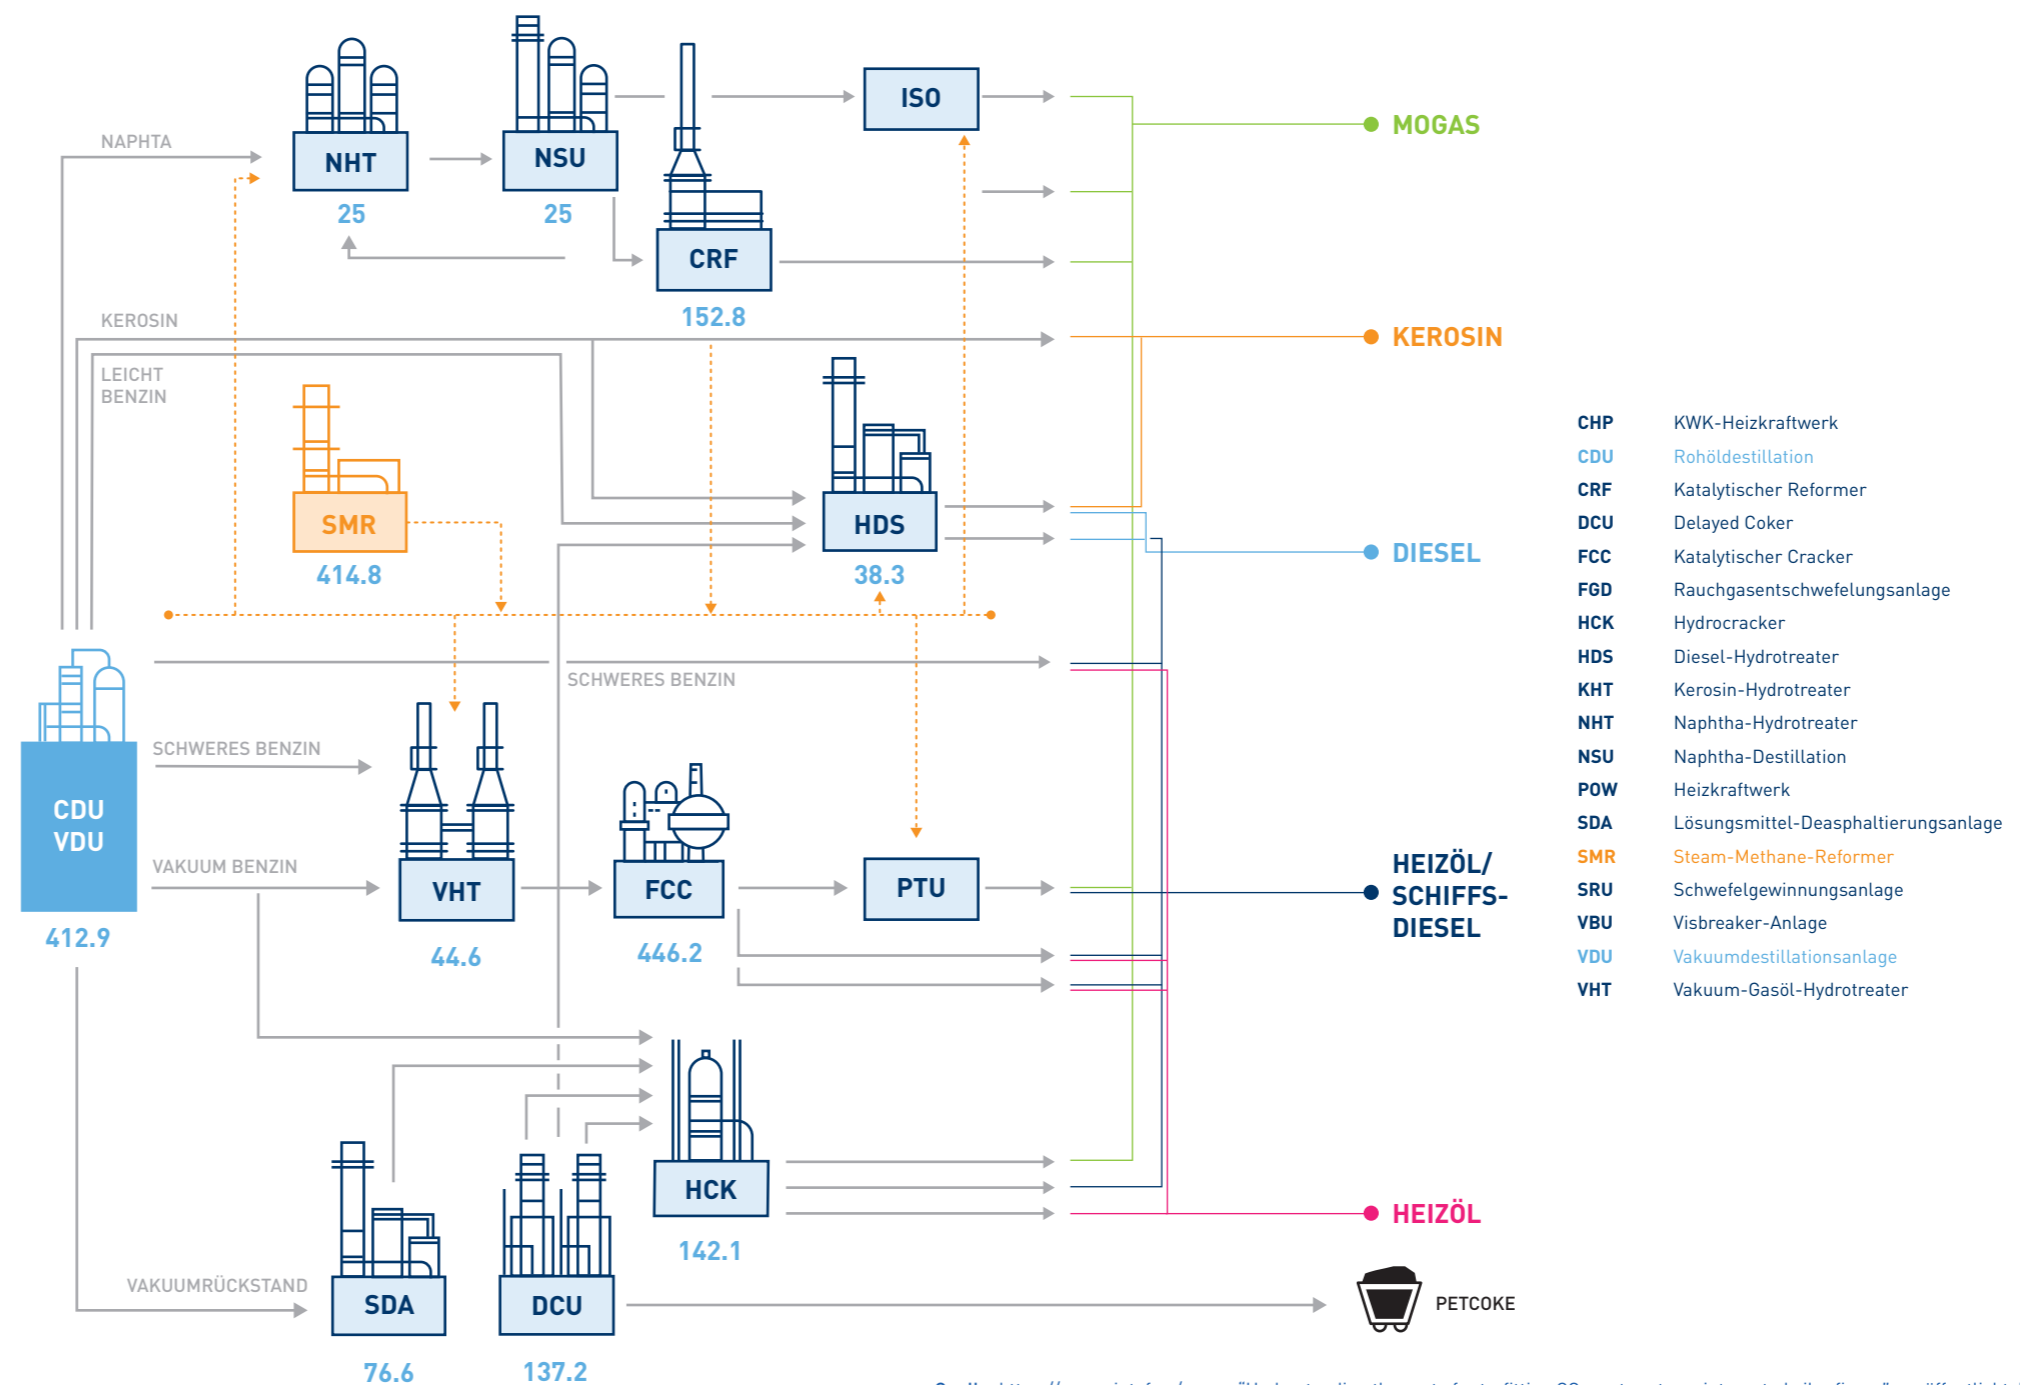 NAPHTA
NHT
25
NSU
25
CRF
152.8
ISO
MOGAS
KEROSIN
KEROSIN
LEICHT
BENZIN
SMR
414.8
HDS
38.3
DIESEL
SCHWERES BENZIN
SCHWERES BENZIN
CDU
VDU
412.9
VAKUUM BENZIN
VHT
44.6
FCC
446.2
PTU
HEIZÖL/
SCHIFFS-
DIESEL
HCK
142.1
HEIZÖL
VAKUUMRÜCKSTAND
SDA
76.6
DCU
137.2
PETCOKE
CHP KWK-Heizkraftwerk
CDU Rohöldestillation
CRF Katalytischer Reformer
DCU Delayed Coker
FCC Katalytischer Cracker
FGD Rauchgasentschwefelungsanlage
HCK Hydrocracker
HDS Diesel-Hydrotreater
KHT Kerosin-Hydrotreater
NHT Naphtha-Hydrotreater
NSU Naphtha-Destillation
POW Heizkraftwerk
SDA Lösungsmittel-Deasphaltierungsanlage
SMR Steam-Methane-Reformer
SRU Schwefelgewinnungsanlage
VBU Visbreaker-Anlage
VDU Vakuumdestillationsanlage
VHT Vakuum-Gasöl-Hydrotreater